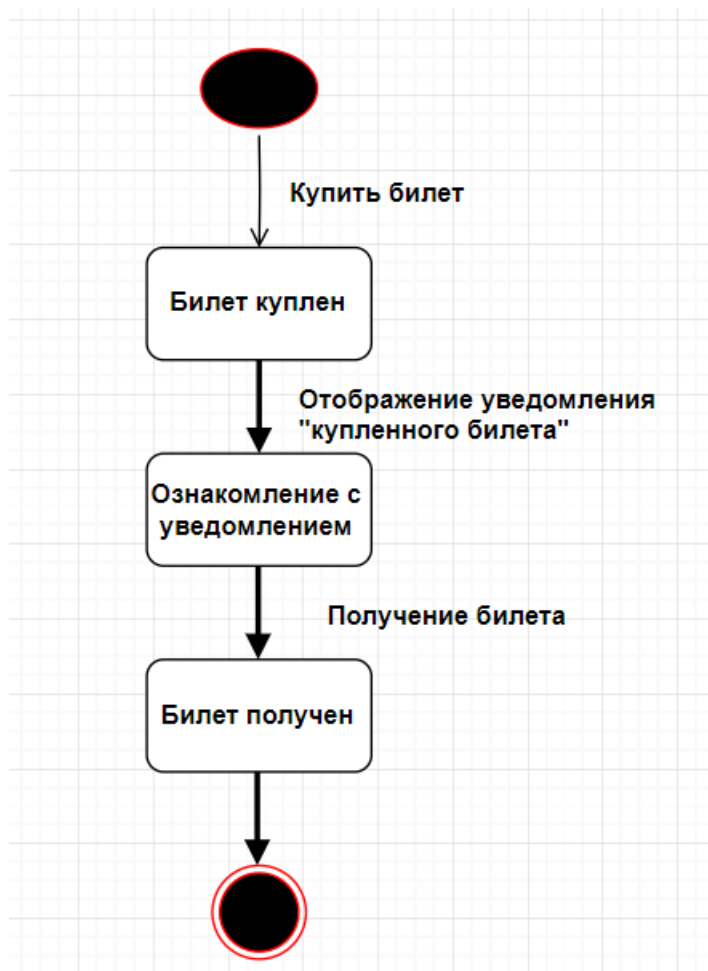 Купить билет
Билет куплен
Отображение уведомления
"купленного билета"
Ознакомление с
уведомлением
Получение билета
Билет получен